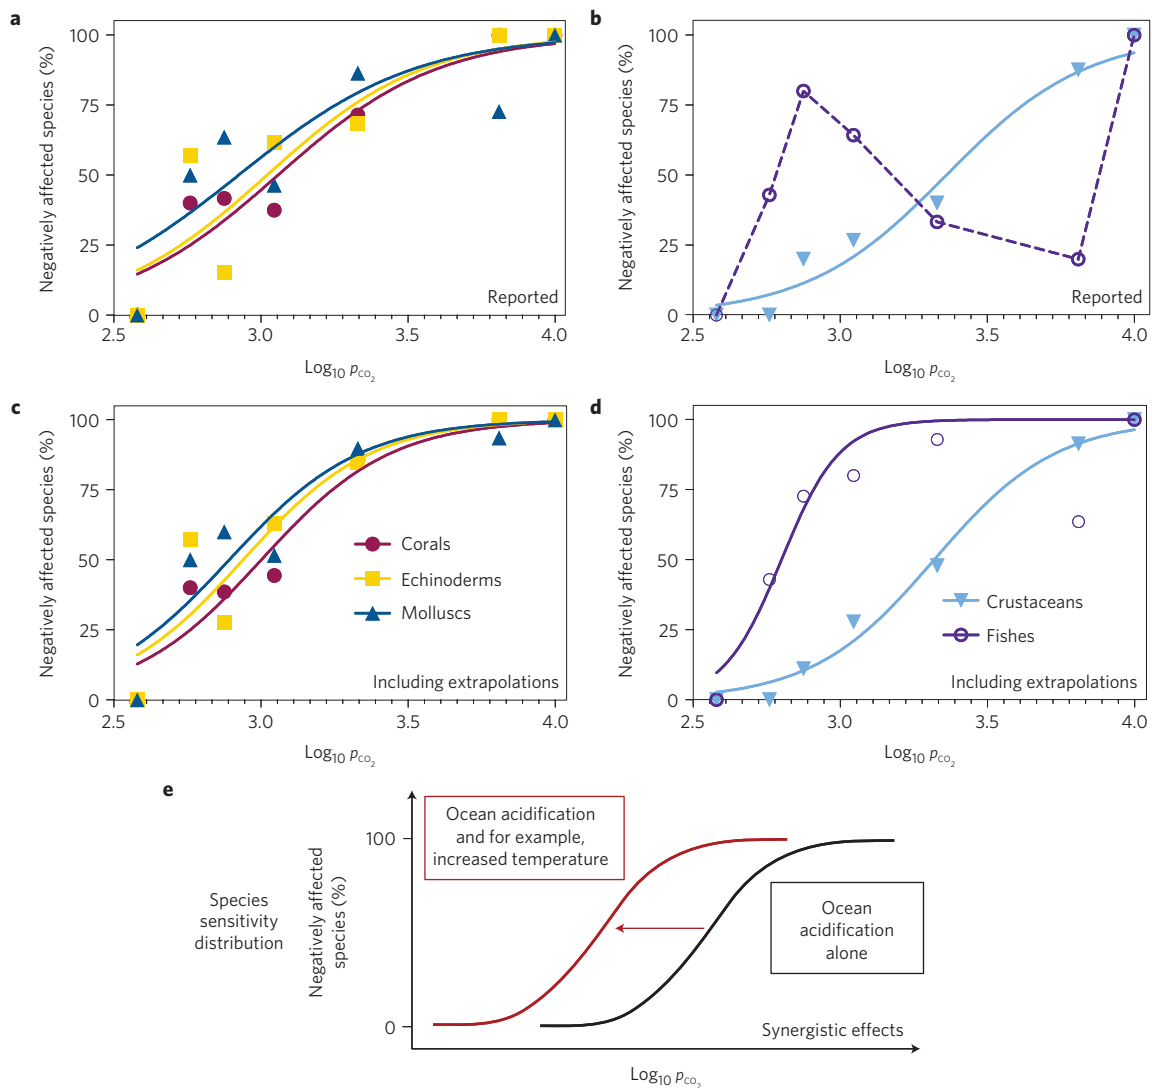 a
Negatively affected species (%)
100
75
50
25
0
2.5
3.0
3.5
4.0
Reported
Log10 pCO2
b
Negatively affected species (%)
100
75
50
25
0
2.5
3.0
3.5
4.0
Reported
Log10 pCO2
c
Negatively affected species (%)
100
75
50
25
0
2.5
3.0
3.5
4.0
Corals
Echinoderms
Molluscs
Including extrapolations
Log10 pCO2
d
Negatively affected species (%)
100
75
50
25
0
2.5
3.0
3.5
4.0
Crustaceans
Fishes
Including extrapolations
Log10 pCO2
e
Species
sensitivity
distribution
Negatively affected
species (%)
100
0
Ocean acidification
and for example,
increased temperature
Ocean
acidification
alone
Synergistic effects
Log10 pCO2